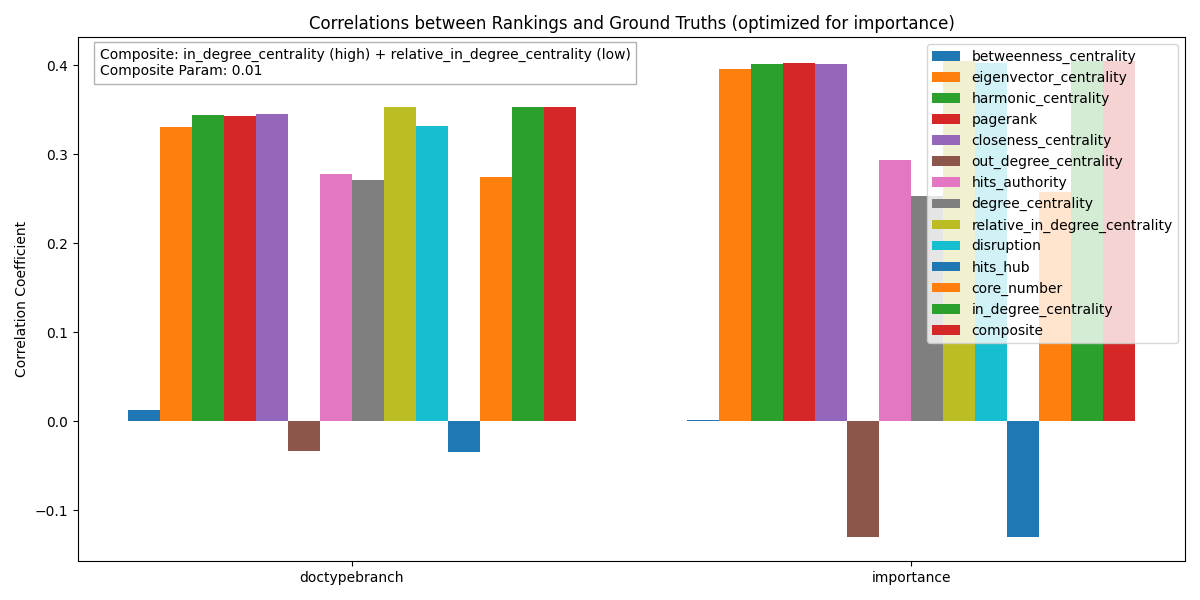 Correlations between Rankings and Ground Truths (optimized for importance)
Composite: in_degree_centrality (high) + relative_in_degree_centrality (low)
Composite Param: 0.01
betweenness_centrality
eigenvector_centrality
harmonic_centrality
pagerank
closeness_centrality
out_degree_centrality
hits_authority
degree_centrality
relative_in_degree_centrality
disruption
hits_hub
core_number
in_degree_centrality
composite
Correlation Coefficient
0.4
0.3
0.2
0.1
0.0
−0.1
doctypebranch
importance